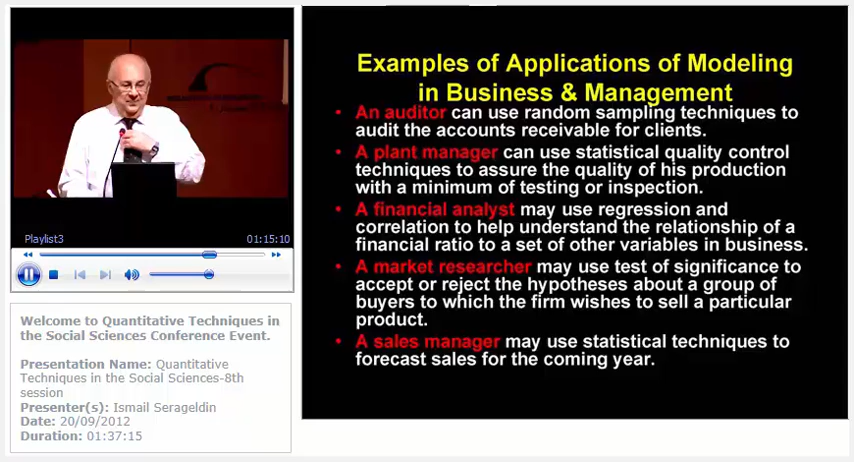 Playlist3
01:15:10
Welcome to Quantitative Techniques in
the Social Sciences Conference Event.
Presentation Name: Quantitative
Techniques in the Social Sciences-8th
session
Presenter(s): Ismail Serageldin
Date: 20/09/2012
Duration: 01:37:15
Examples of Applications of Modeling
in Business & Management
• An auditor can use random sampling techniques to
audit the accounts receivable for clients.
• A plant manager can use statistical quality control
techniques to assure the quality of his production
with a minimum of testing or inspection.
• A financial analyst may use regression and
correlation to help understand the relationship of a
financial ratio to a set of other variables in business.
• A market researcher may use test of significance to
accept or reject the hypotheses about a group of
buyers to which the firm wishes to sell a particular
product.
• A sales manager may use statistical techniques to
forecast sales for the coming year.